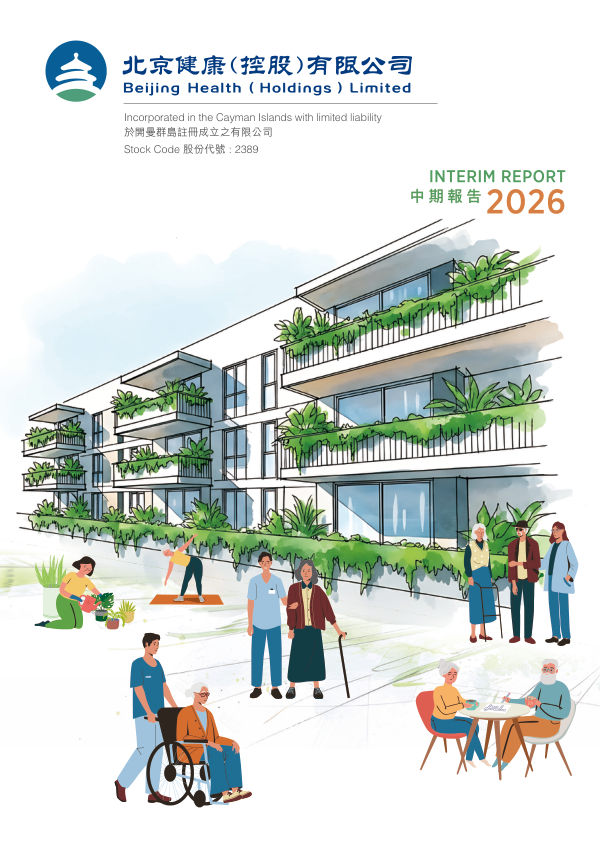 北京健康(控股)有限公司
Beijing Health (Holdings) Limited
Incorporated in the Cayman Islands with limited liability
於開曼群島註冊成立之有限公司
Stock Code 股份代號 : 2389
INTERIM REPORT
中期報告 2026